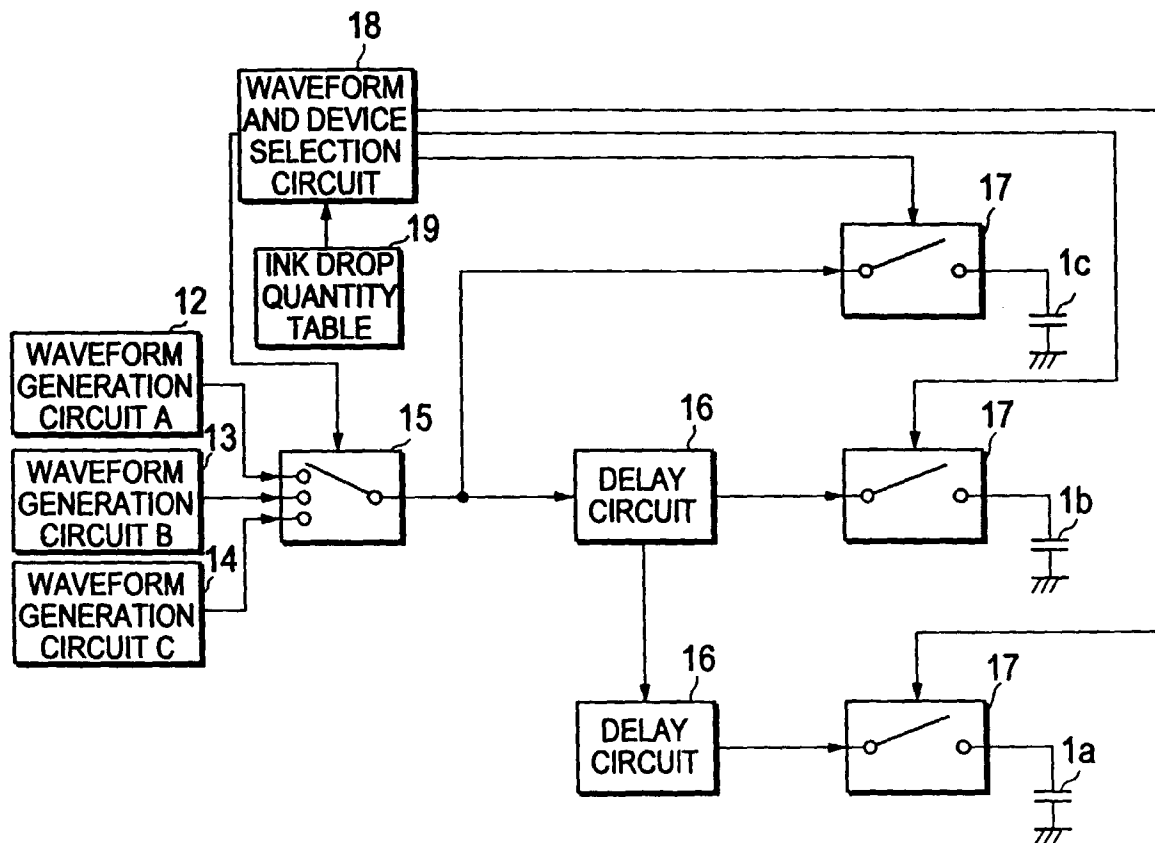 18
WAVEFORM
AND DEVICE
SELECTION
CIRCUIT
19
INK DROP
QUANTITY
TABLE
17
1c
12
WAVEFORM
GENERATION
CIRCUIT A
13
WAVEFORM
GENERATION
CIRCUIT B
14
WAVEFORM
GENERATION
CIRCUIT C
15
16
DELAY
CIRCUIT
17
1b
16
DELAY
CIRCUIT
17
1a